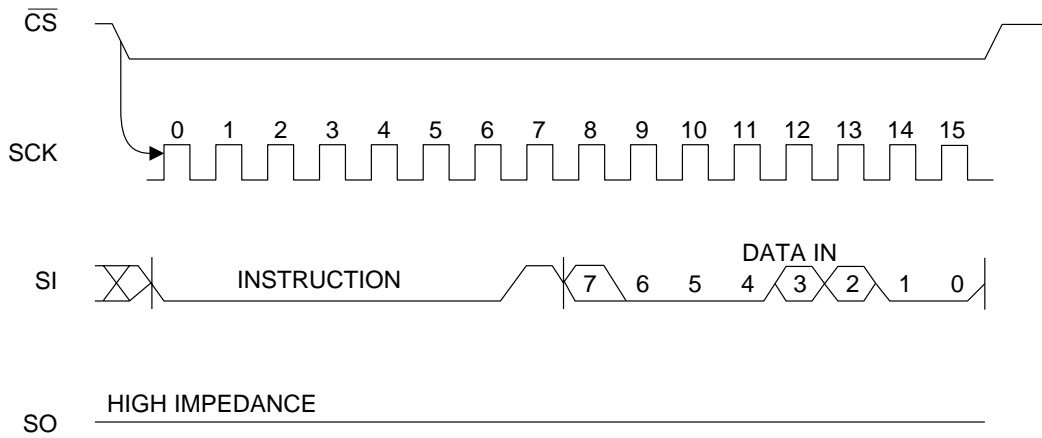 CS
0 1 2 3 4 5 6 7 8 9 10 11 12 13 14 15
SCK
DATA IN
SI INSTRUCTION 7 6 5 4 3 2 1 0
HIGH IMPEDANCE
SO